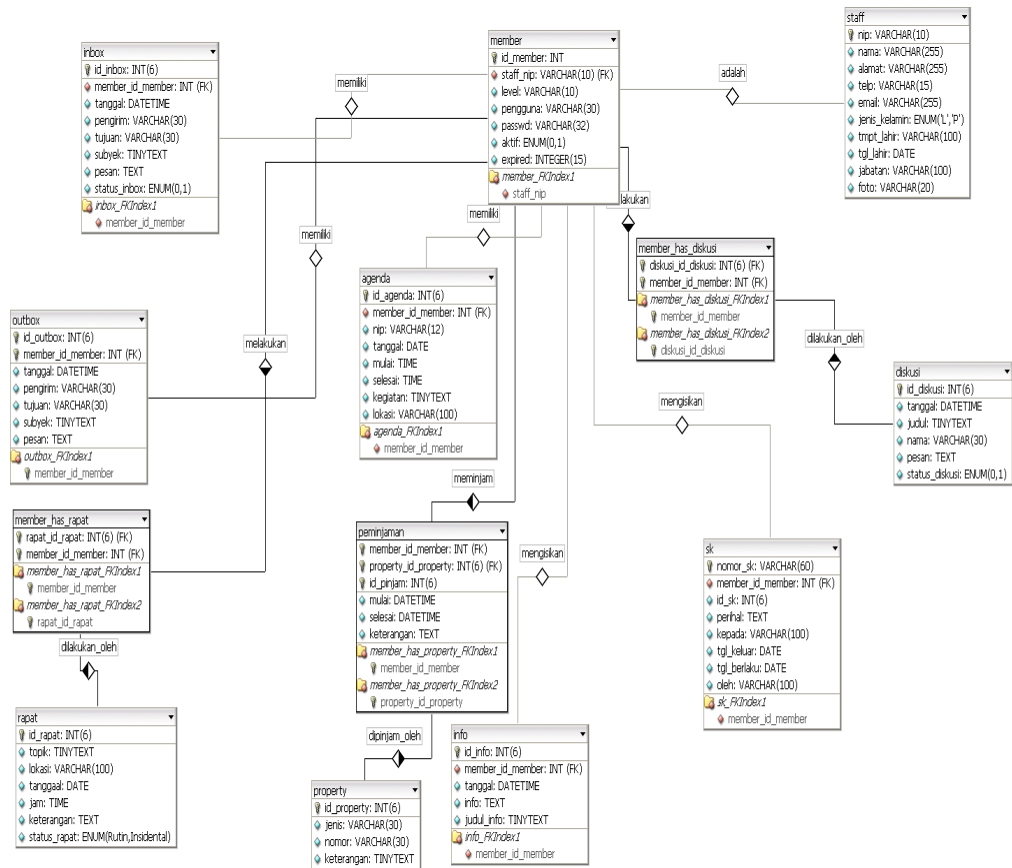 inbox
id_inbox: INT(6)
member_id_member: INT (FK)
tanggal: DATETIME
pengirim: VARCHAR(30)
tujuan: VARCHAR(30)
subyek: TINYTEXT
pesan: TEXT
status_inbox: ENUM(0,1)
inbox_FKIndex1
member_id_member
memiliki
member
id_member: INT
staff_nip: VARCHAR(10) (FK)
level: VARCHAR(10)
pengguna: VARCHAR(30)
passwd: VARCHAR(32)
aktif: ENUM(0,1)
expired: INTEGER(15)
member_FKIndex1
staff_nip
adalah
staff
nip: VARCHAR(10)
nama: VARCHAR(255)
alamat: VARCHAR(255)
telp: VARCHAR(15)
email: VARCHAR(255)
jenis_kelamin: ENUM('L','P')
tmpt_lahir: VARCHAR(100)
tgl_lahir: DATE
jabatan: VARCHAR(100)
foto: VARCHAR(20)
memiliki
memiliki
lakukan
member_has_diskusi
diskusi_id_diskusi: INT(6) (FK)
member_id_member: INT (FK)
member_has_diskusi_FKIndex1
member_id_member
member_has_diskusi_FKIndex2
diskusi_id_diskusi
agenda
id_agenda: INT(6)
member_id_member: INT (FK)
nip: VARCHAR(12)
tanggal: DATE
mulai: TIME
selesai: TIME
kegiatan: TINYTEXT
lokasi: VARCHAR(100)
agenda_FKIndex1
member_id_member
outbox
id_outbox: INT(6)
member_id_member: INT (FK)
tanggal: DATETIME
pengirim: VARCHAR(30)
tujuan: VARCHAR(30)
subyek: TINYTEXT
pesan: TEXT
outbox_FKIndex1
member_id_member
melakukan
dilakukan_oleh
diskusi
id_diskusi: INT(6)
tanggal: DATETIME
judul: TINYTEXT
nama: VARCHAR(30)
pesan: TEXT
status_diskusi: ENUM(0,1)
mengisikan
meminjam
member_has_rapat
rapat_id_rapat: INT(6) (FK)
member_id_member: INT (FK)
member_has_rapat_FKIndex1
member_id_member
member_has_rapat_FKIndex2
rapat_id_rapat
dilakukan_oleh
peminjaman
member_id_member: INT (FK)
property_id_property: INT(6) (FK)
id_pinjam: INT(6)
mulai: DATETIME
selesai: DATETIME
keterangan: TEXT
member_has_property_FKIndex1
member_id_member
member_has_property_FKIndex2
property_id_property
mengisikan
sk
nomor_sk: VARCHAR(60)
member_id_member: INT (FK)
id_sk: INT(6)
perihal: TEXT
kepada: VARCHAR(100)
tgl_keluar: DATE
tgl_berlaku: DATE
oleh: VARCHAR(100)
sk_FKIndex1
member_id_member
rapat
id_rapat: INT(6)
topik: TINYTEXT
lokasi: VARCHAR(100)
tanggaal: DATE
jam: TIME
keterangan: TEXT
status_rapat: ENUM(Rutin,Insidental)
dipinjam_oleh
property
id_property: INT(6)
jenis: VARCHAR(30)
nomor: VARCHAR(30)
keterangan: TINYTEXT
info
id_info: INT(6)
member_id_member: INT (FK)
tanggal: DATETIME
info: TEXT
judul_info: TINYTEXT
info_FKIndex1
member_id_member